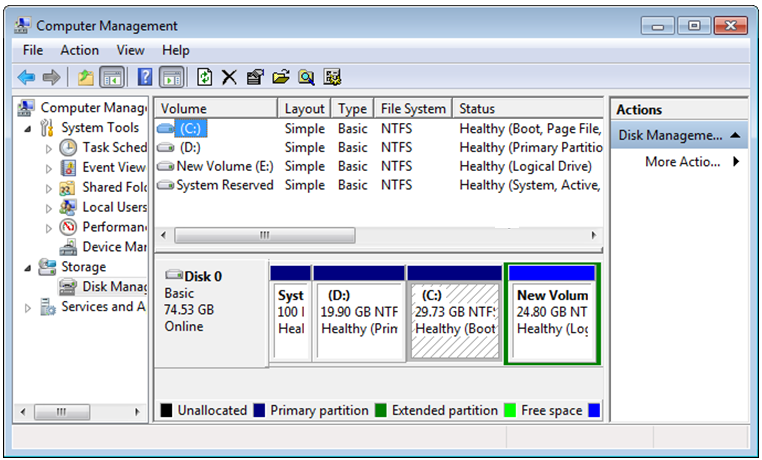 Computer Management
File Action View Help
Computer Manag
System Tools
Task Sched
Event View
Shared Fol
Local Users
Performan
Device Mar
Storage
Disk Manag
Services and A
Volume Layout Type File System Status
(C:) Simple Basic NTFS Healthy (Boot, Page File,
(D:) Simple Basic NTFS Healthy (Primary Partitio
New Volume (E:) Simple Basic NTFS Healthy (Logical Drive)
System Reserved Simple Basic NTFS Healthy (System, Active,
Disk 0
Basic
74.53 GB
Online
Syst
100
Heal
(D:)
19.90 GB NTF
Healthy (Prin
(C:)
29.73 GB NTF
Healthy (Boot
New Volum
24.80 GB NT
Healthy (Log
Unallocated Primary partition Extended partition Free space
Actions
Disk Manageme...
More Actio...